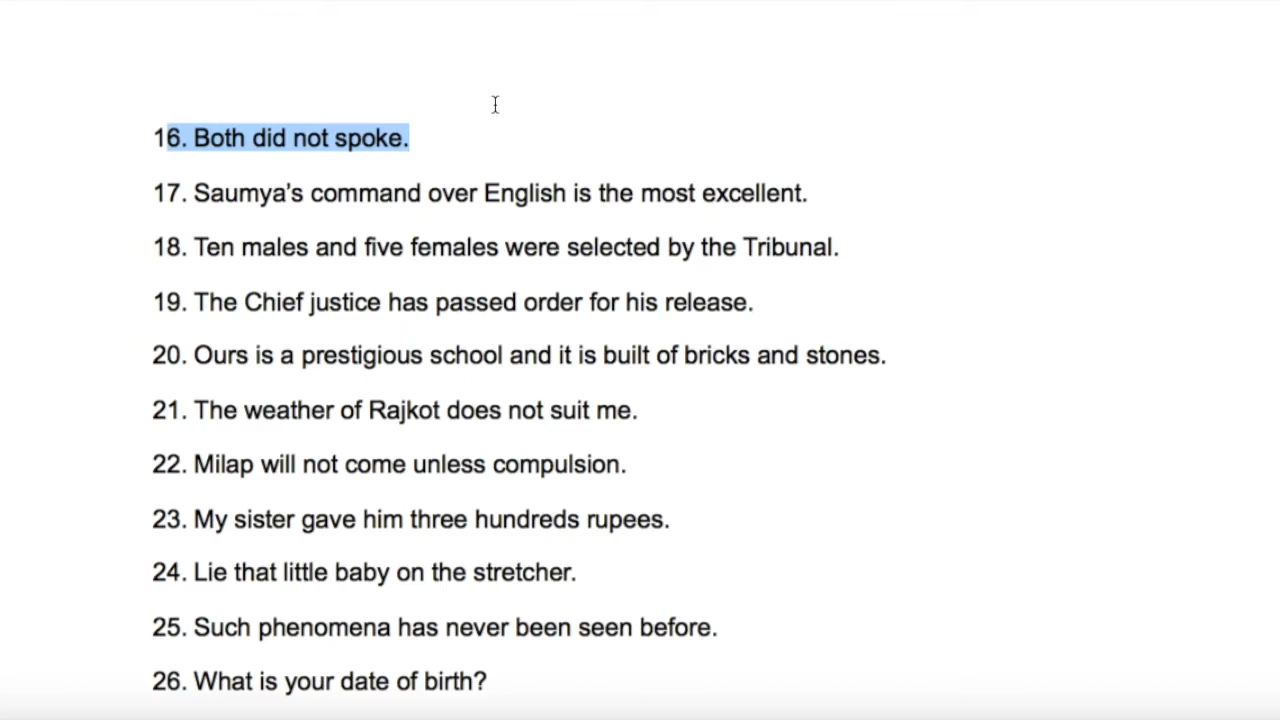 16. Both did not spoke.
17. Saumya’s command over English is the most excellent.
18. Ten males and five females were selected by the Tribunal.
19. The Chief justice has passed order for his release.
20. Ours is a prestigious school and it is built of bricks and stones.
21. The weather of Rajkot does not suit me.
22. Milap will not come unless compulsion.
23. My sister gave him three hundreds rupees.
24. Lie that little baby on the stretcher.
25. Such phenomena has never been seen before.
26. What is your date of birth?